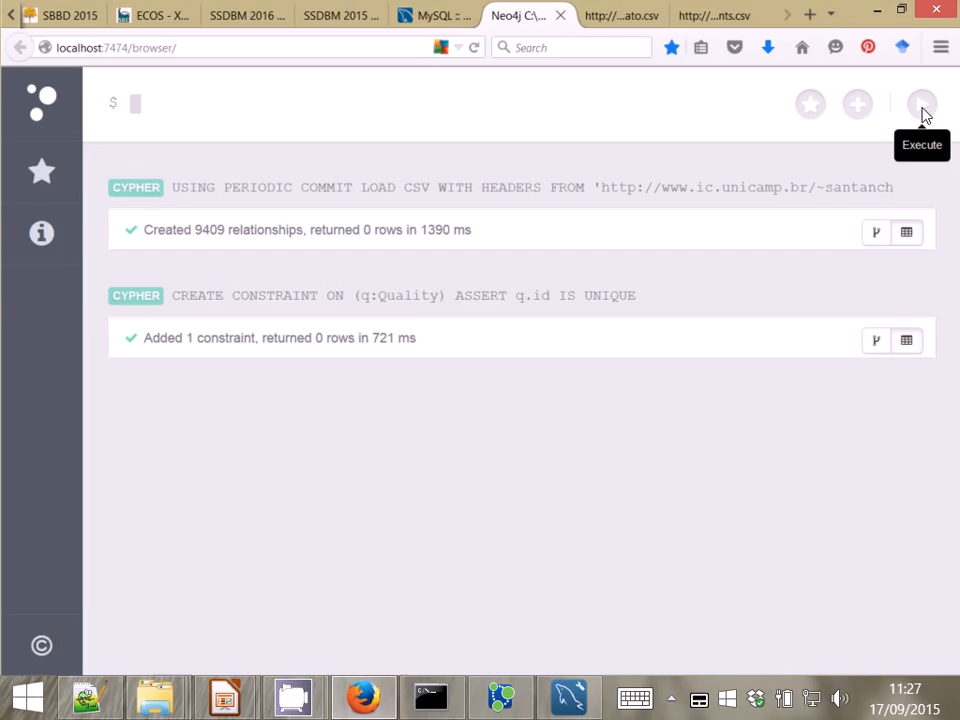 SBBD 2015
ECOS - X...
SSDBM 2016 ...
SSDBM 2015 ...
MySQL :: ...
Neo4j C:\...
http://...ato.csv
http://...nts.csv
localhost:7474/browser/
Search
$
Execute
CYPHER USING PERIODIC COMMIT LOAD CSV WITH HEADERS FROM 'http://www.ic.unicamp.br/~santanch
Created 9409 relationships, returned 0 rows in 1390 ms
CYPHER CREATE CONSTRAINT ON (q:Quality) ASSERT q.id IS UNIQUE
Added 1 constraint, returned 0 rows in 721 ms
11:27
17/09/2015